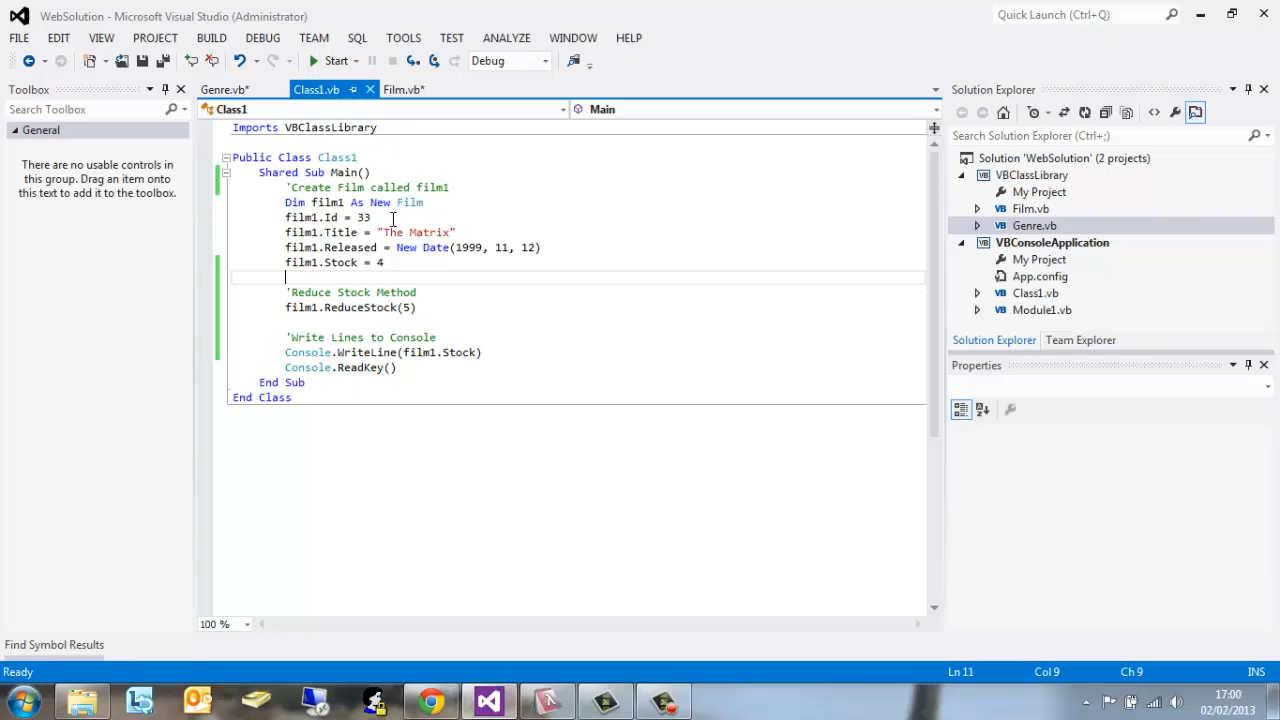 WebSolution - Microsoft Visual Studio (Administrator)
Quick Launch (Ctrl+Q)
FILE EDIT VIEW PROJECT BUILD DEBUG TEAM SQL TOOLS TEST ANALYZE WINDOW HELP
Start Debug
Toolbox
Search Toolbox
General
There are no usable controls in
this group. Drag an item onto
this text to add it to the toolbox.
Genre.vb* Class1.vb Film.vb*
Class1 Main
Imports VBClassLibrary
Public Class Class1
Shared Sub Main()
'Create Film called film1
Dim film1 As New Film
film1.Id = 33
film1.Title = "The Matrix"
film1.Released = New Date(1999, 11, 12)
film1.Stock = 4
'Reduce Stock Method
film1.ReduceStock(5)
'Write Lines to Console
Console.WriteLine(film1.Stock)
Console.ReadKey()
End Sub
End Class
100 %
Solution Explorer
Search Solution Explorer (Ctrl+;)
Solution 'WebSolution' (2 projects)
VBClassLibrary
My Project
Film.vb
Genre.vb
VBConsoleApplication
My Project
App.config
Class1.vb
Module1.vb
Solution Explorer Team Explorer
Properties
Find Symbol Results
Ready Ln 11 Col 9 Ch 9 INS
17:00
02/02/2013